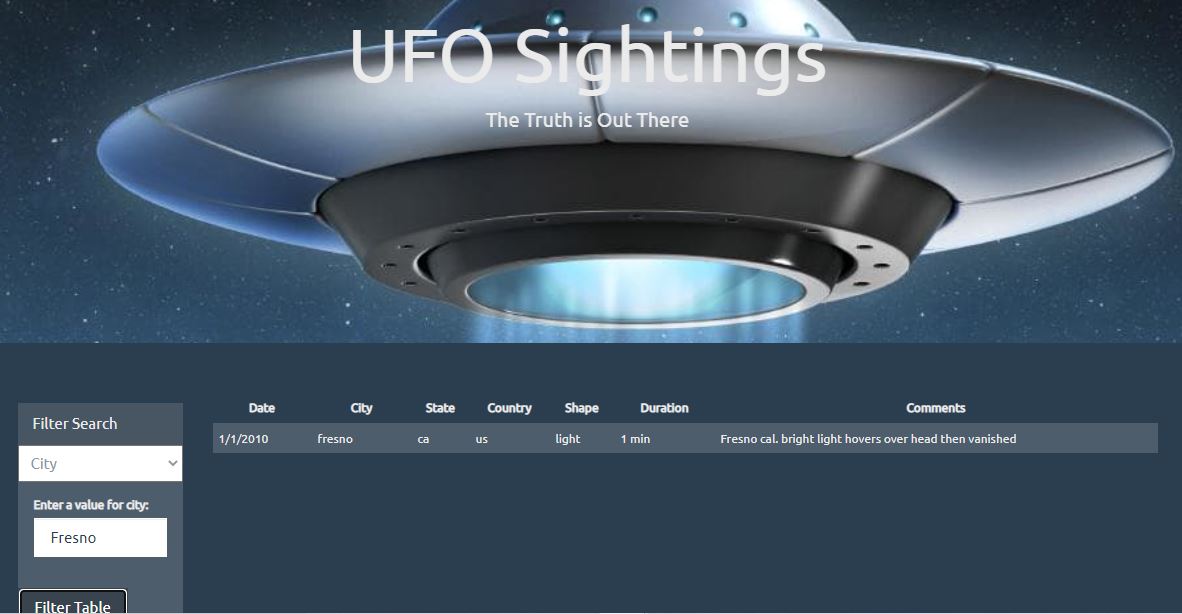 UFO Sightings
The Truth is Out There
Filter Search
City
Enter a value for city:
Fresno
Filter Table
Date City State Country Shape Duration Comments
1/1/2010 fresno ca us light 1 min Fresno cal. bright light hovers over head then vanished